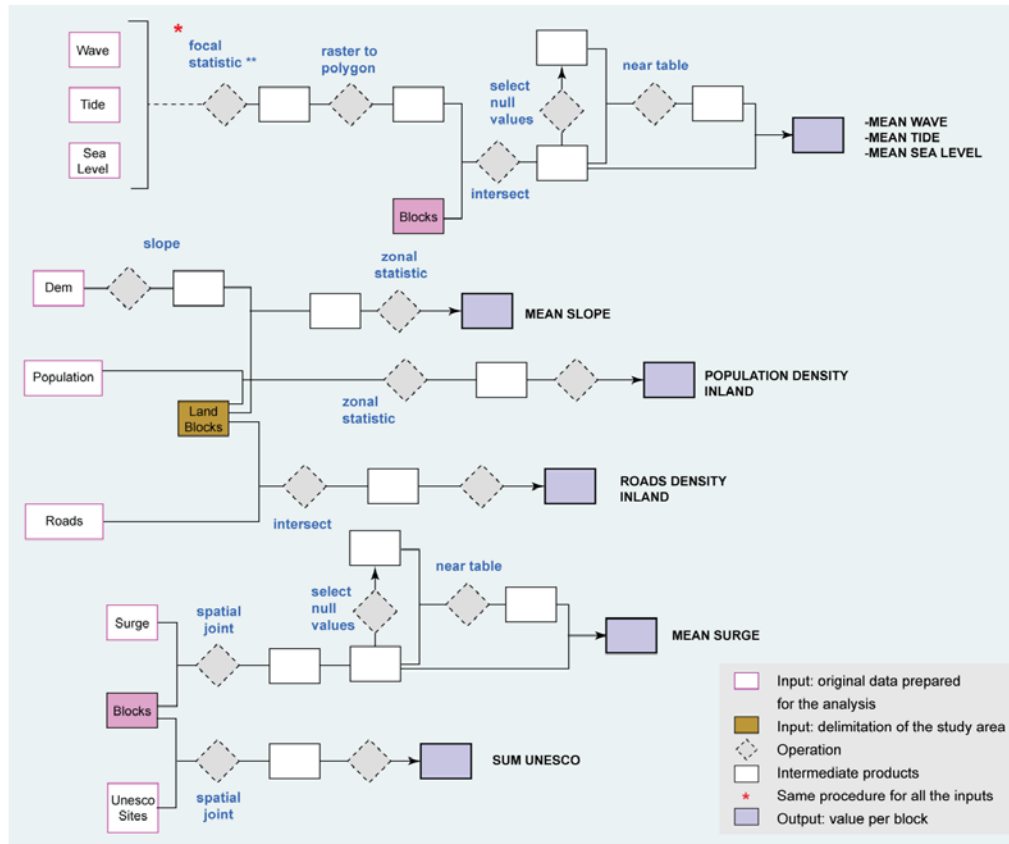 *
Wave
focal
statistic **
raster to
polygon
Tide
Sea
Level
select
null
values
near table
-MEAN WAVE
-MEAN TIDE
-MEAN SEA LEVEL
intersect
Blocks
slope
Dem
zonal
statistic
MEAN SLOPE
Population
Land
Blocks
zonal
statistic
POPULATION DENSITY
INLAND
Roads
intersect
ROADS DENSITY
INLAND
Surge
spatial
joint
select
null
values
near table
MEAN SURGE
Blocks
Unesco
Sites
spatial
joint
SUM UNESCO
Input: original data prepared
for the analysis
Input: delimitation of the study area
Operation
Intermediate products
* Same procedure for all the inputs
Output: value per block